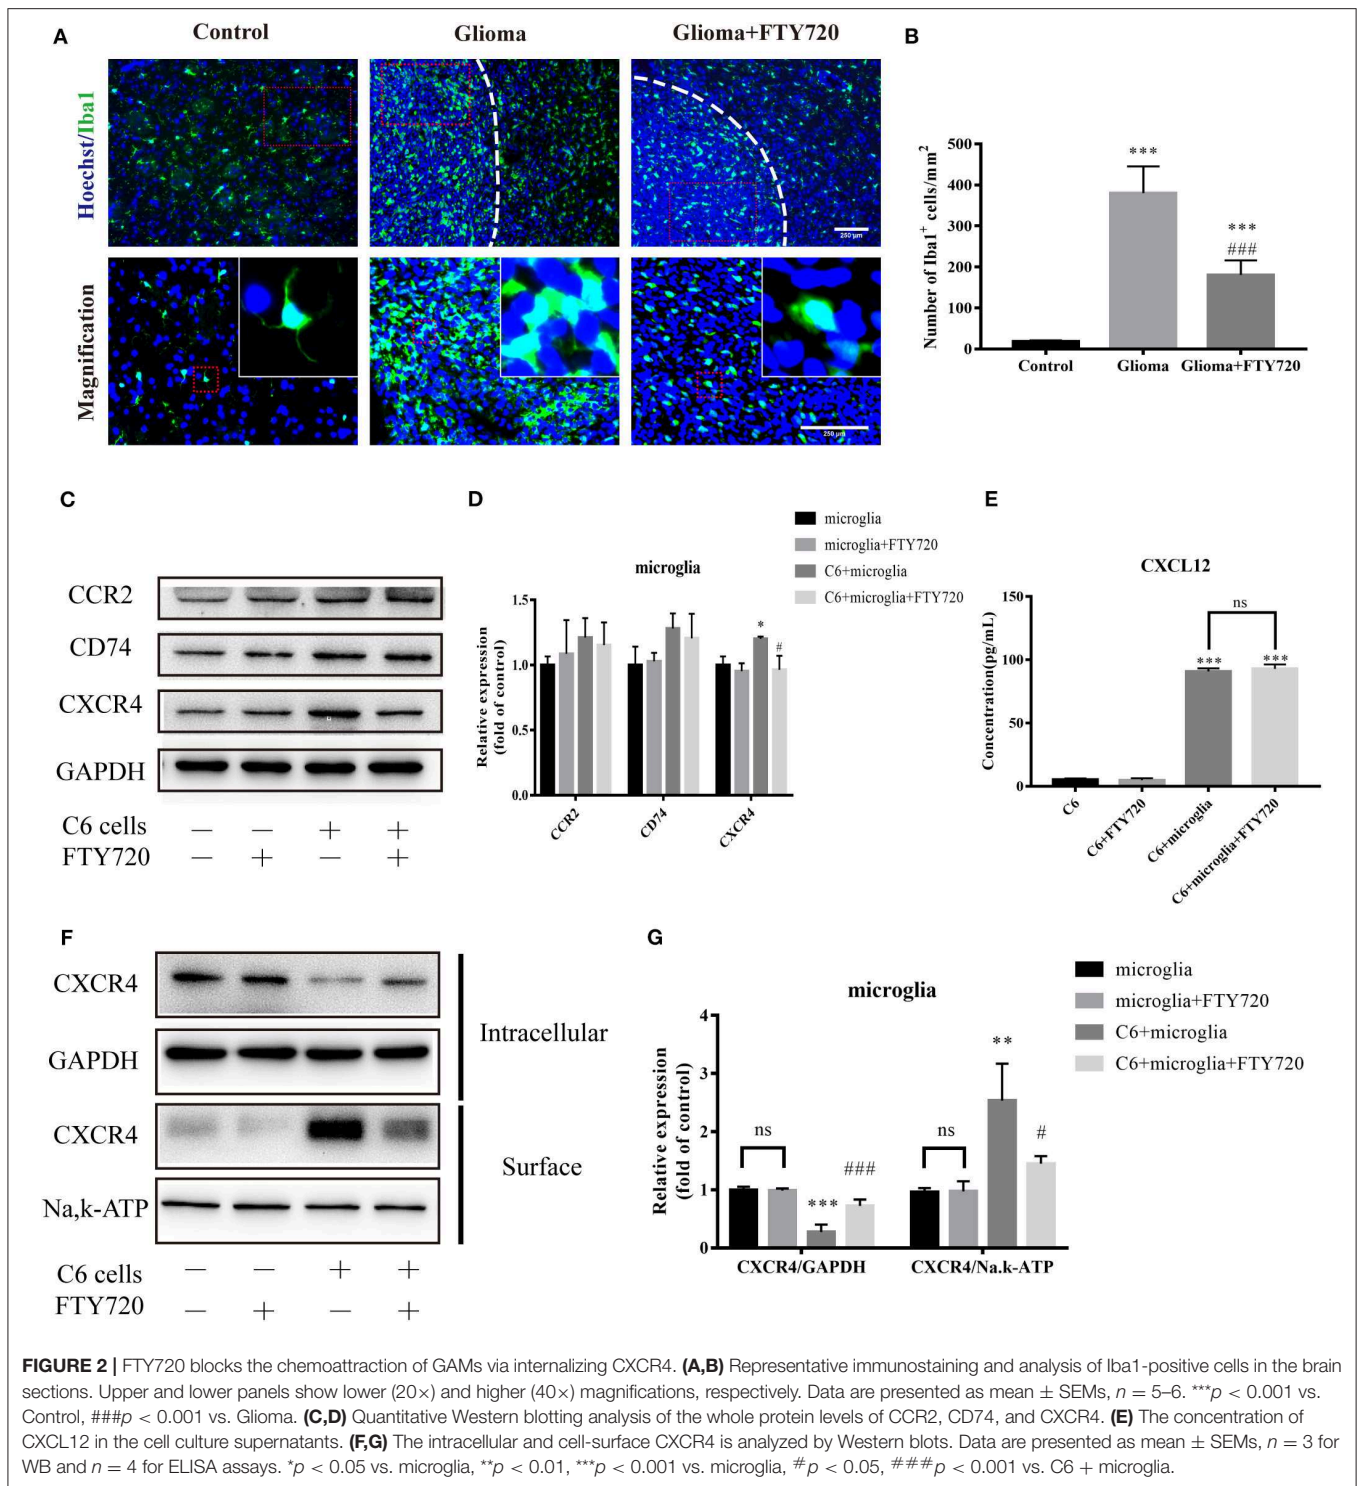 A
Control
Glioma
Glioma+FTY720
Hoechst/Iba1
250 µm
Magnification
250 µm
B
Number of Iba1+ cells/mm2
500
400
300
200
100
0
***
***
###
Control
Glioma
Glioma+FTY720
C
CCR2
CD74
CXCR4
GAPDH
C6 cells — — + +
FTY720 — + — +
D
microglia
microglia+FTY720
C6+microglia
C6+microglia+FTY720
microglia
Relative expression
(fold of control)
1.5
1.0
0.5
0.0
*
#
CCR2
CD74
CXCR4
E
CXCL12
Concentration(pg/mL)
150
100
50
0
ns
***
***
C6
C6+FTY720
C6+microglia
C6+microglia+FTY720
F
CXCR4
GAPDH
Intracellular
CXCR4
Na,k-ATP
Surface
C6 cells — — + +
FTY720 — + — +
G
microglia
microglia+FTY720
C6+microglia
C6+microglia+FTY720
microglia
Relative expression
(fold of control)
4
3
2
1
0
ns
***
###
ns
**
#
CXCR4/GAPDH
CXCR4/Na.k-ATP
FIGURE 2 | FTY720 blocks the chemoattraction of GAMs via internalizing CXCR4. (A,B) Representative immunostaining and analysis of Iba1-positive cells in the brain
sections. Upper and lower panels show lower (20×) and higher (40×) magnifications, respectively. Data are presented as mean ± SEMs, n = 5–6. ***p < 0.001 vs.
Control, ###p < 0.001 vs. Glioma. (C,D) Quantitative Western blotting analysis of the whole protein levels of CCR2, CD74, and CXCR4. (E) The concentration of
CXCL12 in the cell culture supernatants. (F,G) The intracellular and cell-surface CXCR4 is analyzed by Western blots. Data are presented as mean ± SEMs, n = 3 for
WB and n = 4 for ELISA assays. *p < 0.05 vs. microglia, **p < 0.01, ***p < 0.001 vs. microglia, #p < 0.05, ###p < 0.001 vs. C6 + microglia.